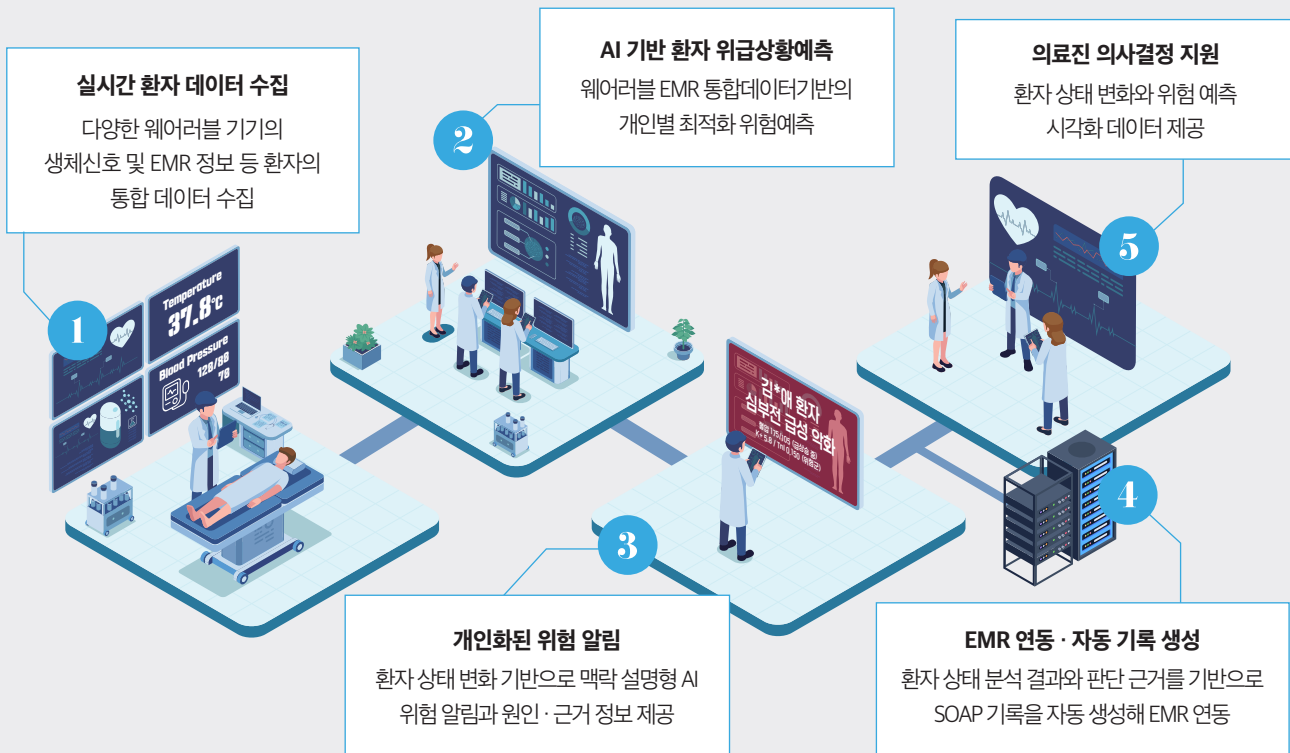 실시간 환자 데이터 수집
다양한 웨어러블 기기의
생체신호 및 EMR 정보 등 환자의
통합 데이터 수집
1
Temperature
37.8℃
Blood Pressure
120/80
70
AI 기반 환자 위급상황예측
웨어러블 EMR 통합데이터기반의
개인별 최적화 위험예측
2
개인화된 위험 알림
환자 상태 변화 기반으로 맥락 설명형 AI
위험 알림과 원인 · 근거 정보 제공
3
김*애 환자
심부전 급성 악화
EMR 연동 · 자동 기록 생성
환자 상태 분석 결과와 판단 근거를 기반으로
SOAP 기록을 자동 생성해 EMR 연동
4
의료진 의사결정 지원
환자 상태 변화와 위험 예측
시각화 데이터 제공
5